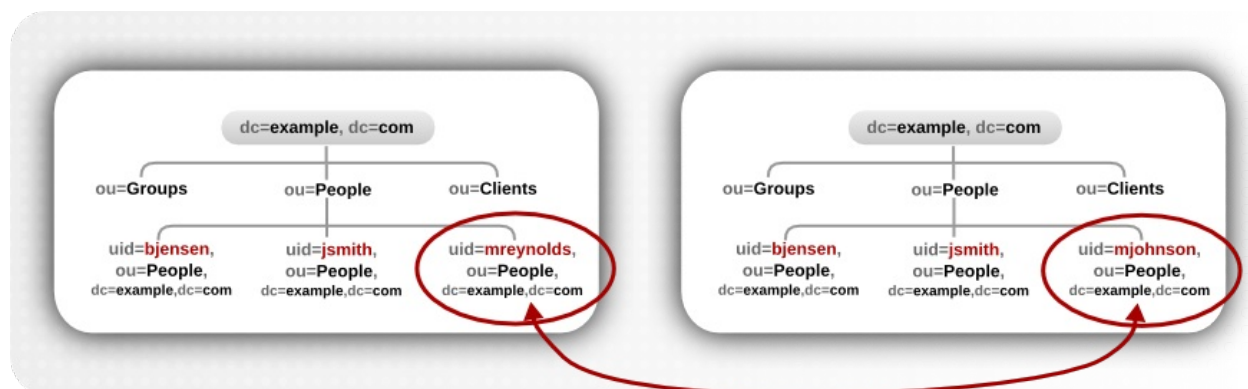 dc=example, dc=com
ou=Groups
ou=People
ou=Clients
uid=bjensen,
ou=People,
dc=example,dc=com
uid=jsmith,
ou=People,
dc=example,dc=com
uid=mreynolds,
ou=People,
dc=example,dc=com
dc=example, dc=com
ou=Groups
ou=People
ou=Clients
uid=bjensen,
ou=People,
dc=example,dc=com
uid=jsmith,
ou=People,
dc=example,dc=com
uid=mjohnson,
ou=People,
dc=example,dc=com